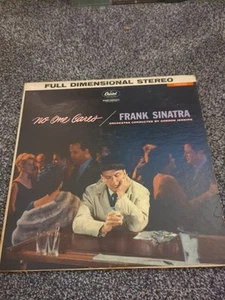 FULL DIMENSIONAL STEREO
Capitol
no one cares / FRANK SINATRA
ORCHESTRA CONDUCTED BY GORDON JENKINS